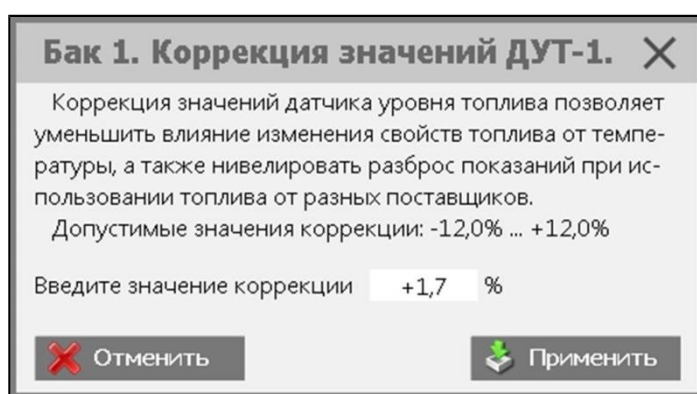 Бак 1. Коррекция значений ДУТ-1.
Коррекция значений датчика уровня топлива позволяет
уменьшить влияние изменения свойств топлива от темпе-
ратуры, а также нивелировать разброс показаний при ис-
пользовании топлива от разных поставщиков.
Допустимые значения коррекции: -12,0% ... +12,0%
Введите значение коррекции +1,7 %
Отменить Применить